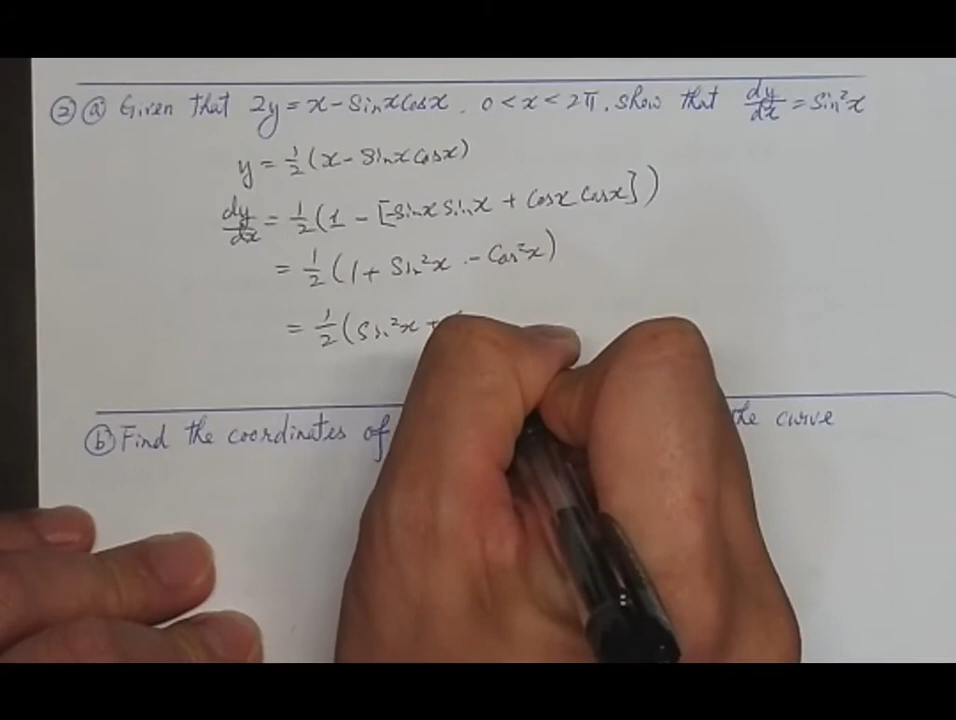 ② ⓐ Given that 2y = x - Sinx Cosx . 0 < x < 2π . show that dy/dx = Sin²x
y = 1/2 (x - Sinx Cosx)
dy/dx = 1/2 (1 - [-Sinx Sinx + Cosx Cosx])
= 1/2 (1 + Sin²x - Cos²x)
= 1/2 (Sin²x +
ⓑ Find the coordinates of the curve